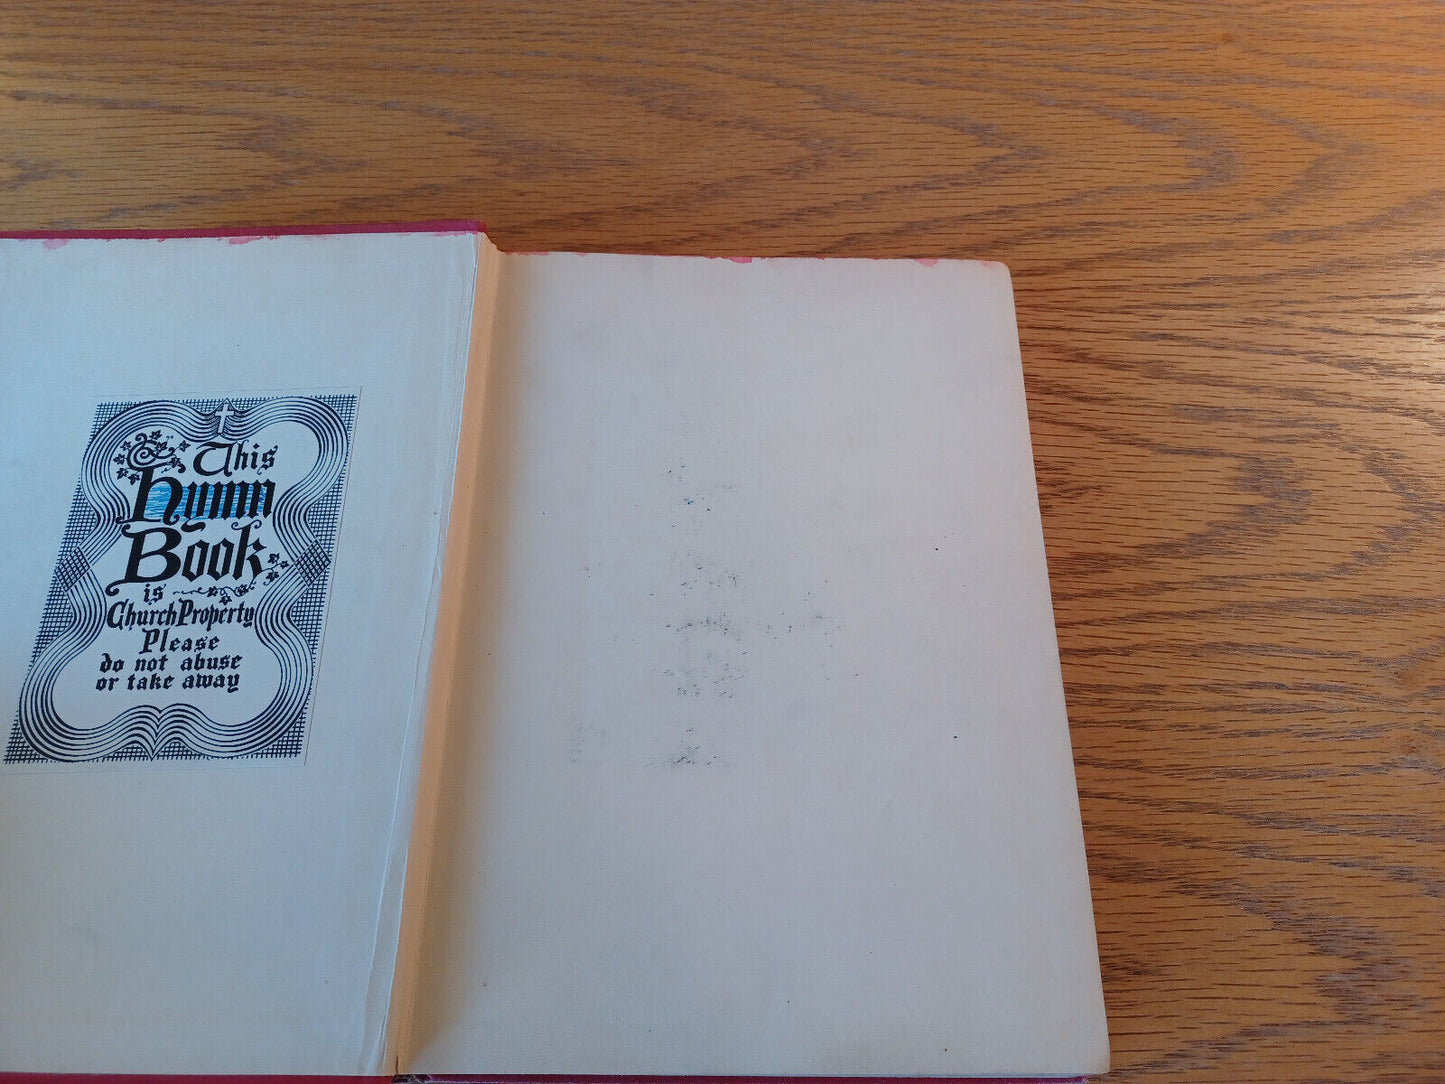 This
hymn
Book
is
Church Property
Please
do not abuse
or take away